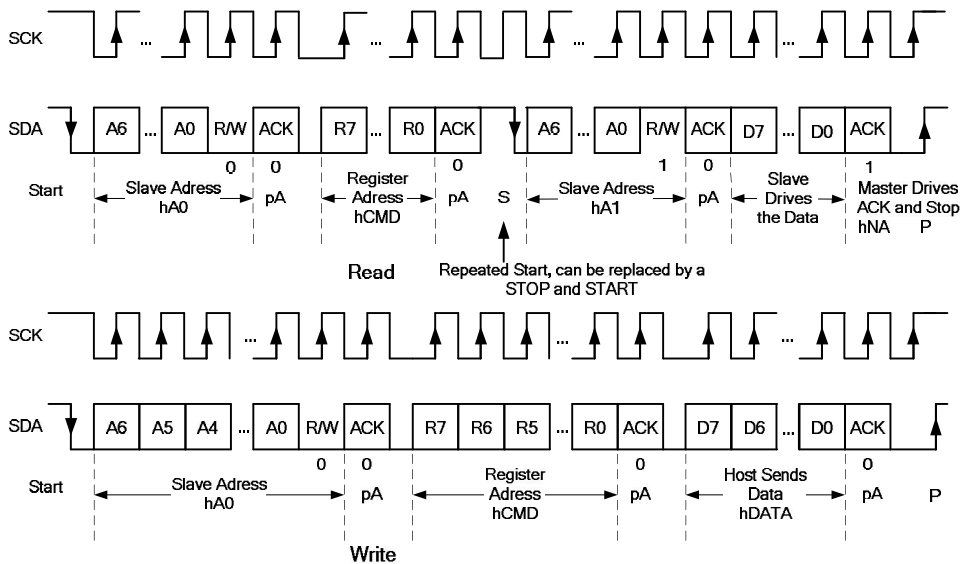 SCK ... ... ... ...
SDA A6 ... A0 R/W ACK R7 ... R0 ACK A6 ... A0 R/W ACK D7 ... D0 ACK
0 0 0 1 0 1
Start Slave Adress hA0 pA Register Adress hCMD pA S Slave Adress hA1 pA Slave Drives the Data Master Drives ACK and Stop hNA P
Read
Repeated Start, can be replaced by a
STOP and START
SCK ... ... ...
SDA A6 A5 A4 ... A0 R/W ACK R7 R6 R5 ... R0 ACK D7 D6 ... D0 ACK
0 0 0 0
Start Slave Adress hA0 pA Register Adress hCMD pA Host Sends Data hDATA pA P
Write